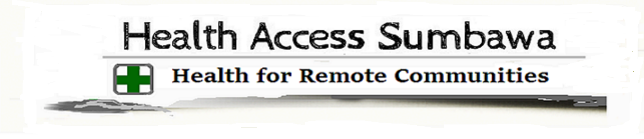 Health Access Sumbawa
Health for Remote Communities